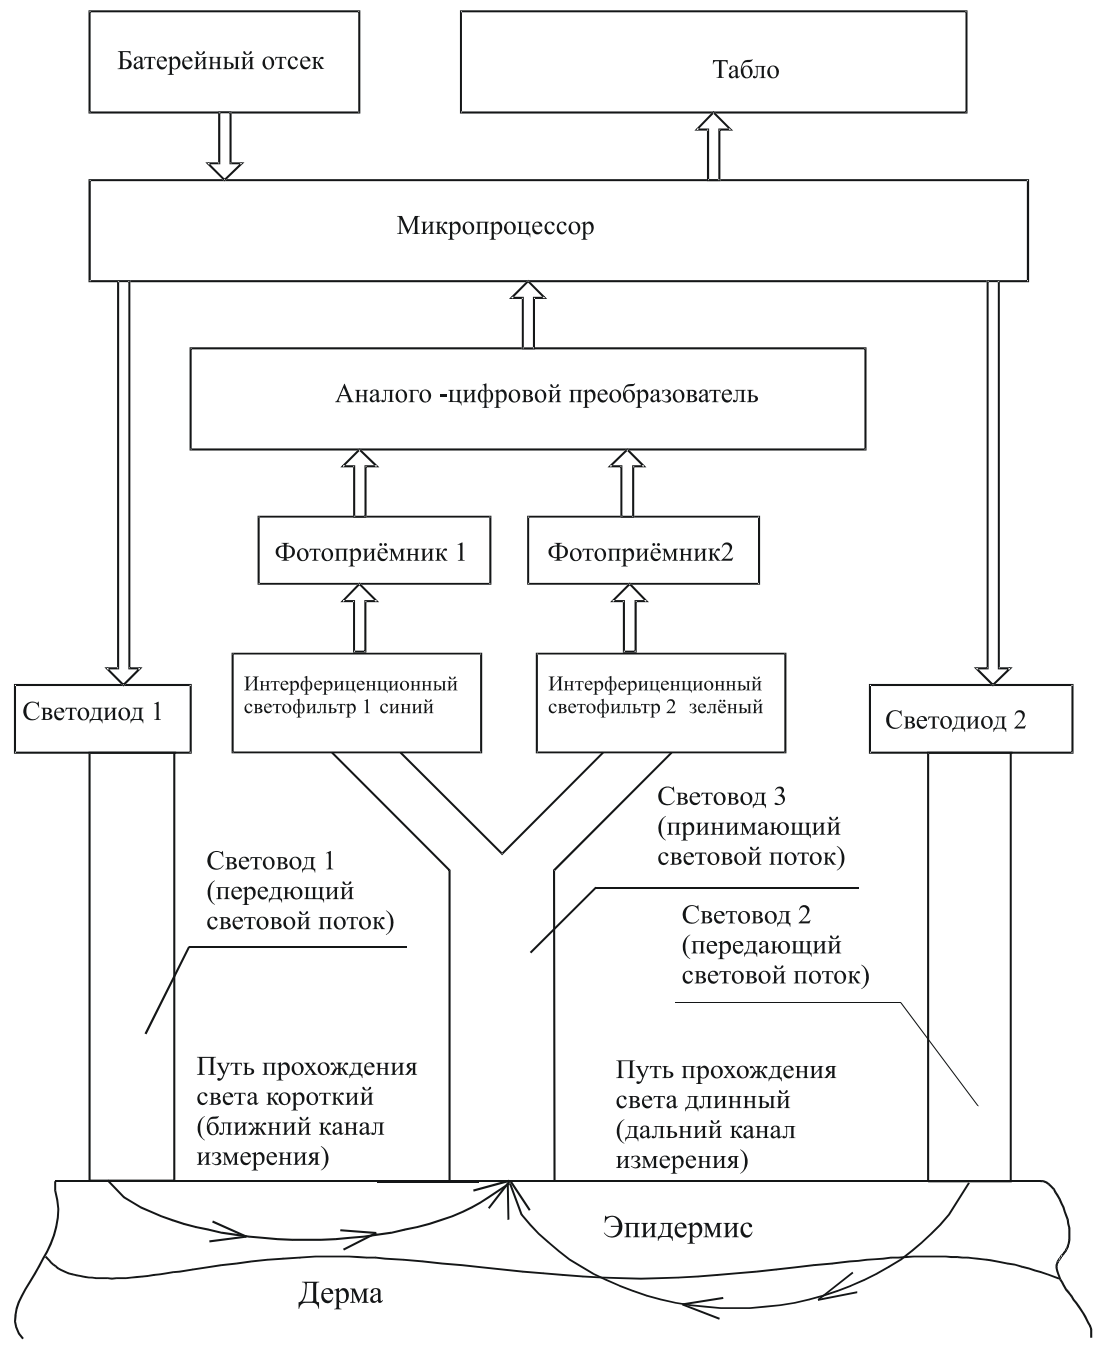 Батерейный отсек
Табло
Микропроцессор
Аналого -цифровой преобразователь
Фотоприёмник 1
Фотоприёмник2
Интерфериценционный
светофильтр 1 синий
Интерфериценционный
светофильтр 2 зелёный
Светодиод 1
Светодиод 2
Световод 3
(принимающий
световой поток)
Световод 1
(передющий
световой поток)
Световод 2
(передающий
световой поток)
Путь прохождения
света короткий
(ближний канал
измерения)
Путь прохождения
света длинный
(дальний канал
измерения)
Эпидермис
Дерма